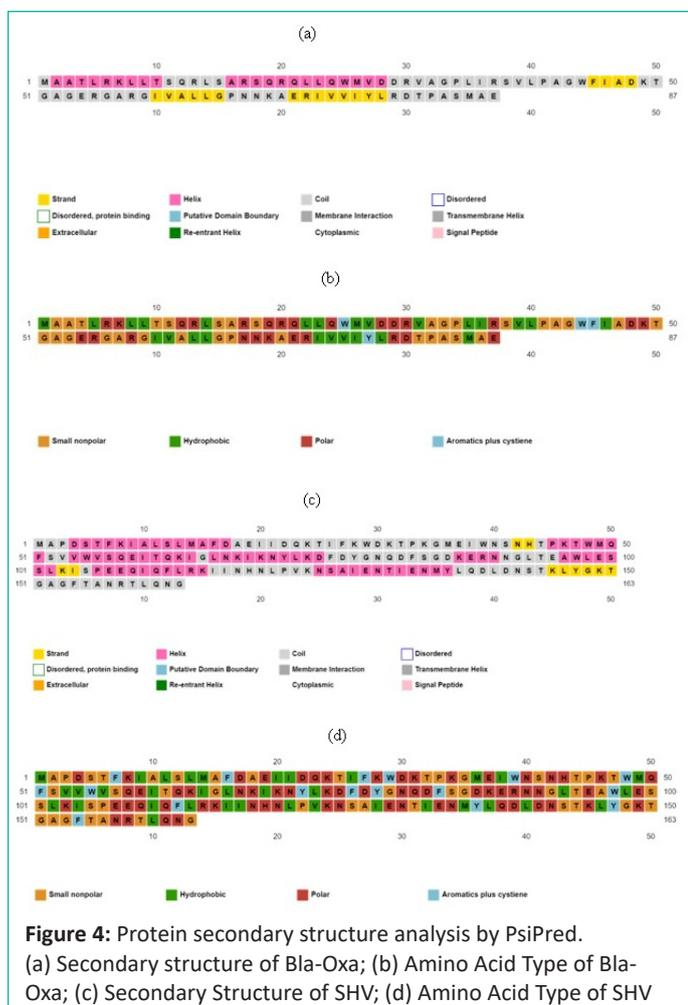 (a)
10 20 30 40 50
1 M A A T L R K L L T S Q R L S A R S Q R Q L L Q W M V D D R V A G P L I R S V L P A G W F I A D K T 50
51 G A G E R G A R G I V A L L G P N N K A E R I V V I Y L R D T P A S M A E 87
10 20 30 40 50
Strand Helix Coil Disordered
Disordered, protein binding Putative Domain Boundary Membrane Interaction Transmembrane Helix
Extracellular Re-entrant Helix Cytoplasmic Signal Peptide
(b)
10 20 30 40 50
1 M A A T L R K L L T S Q R L S A R S Q R Q L L Q W M V D D R V A G P L I R S V L P A G W F I A D K T 50
51 G A G E R G A R G I V A L L G P N N K A E R I V V I Y L R D T P A S M A E 87
10 20 30 40 50
Small nonpolar Hydrophobic Polar Aromatics plus cystiene
(c)
10 20 30 40 50
1 M A P D S T F K I A L S L M A F D A E I I D Q K T I F K W D K T P K G M E I W N S N H T P K T W M Q 50
51 F S V V W V S Q E I T Q K I G L N K I K N Y L K D F D Y G N Q D F S G D K E R N N G L T E A W L E S 100
101 S L K I S P E E Q I Q F L R K I I N H N L P V K N S A I E N T I E N M Y L Q D L D N S T K L Y G K T 150
151 G A G F T A N R T L Q N G 163
10 20 30 40 50
Strand Helix Coil Disordered
Disordered, protein binding Putative Domain Boundary Membrane Interaction Transmembrane Helix
Extracellular Re-entrant Helix Cytoplasmic Signal Peptide
(d)
10 20 30 40 50
1 M A P D S T F K I A L S L M A F D A E I I D Q K T I F K W D K T P K G M E I W N S N H T P K T W M Q 50
51 F S V V W V S Q E I T Q K I G L N K I K N Y L K D F D Y G N Q D F S G D K E R N N G L T E A W L E S 100
101 S L K I S P E E Q I Q F L R K I I N H N L P V K N S A I E N T I E N M Y L Q D L D N S T K L Y G K T 150
151 G A G F T A N R T L Q N G 163
10 20 30 40 50
Small nonpolar Hydrophobic Polar Aromatics plus cystiene
Figure 4: Protein secondary structure analysis by PsiPred.
(a) Secondary structure of Bla-Oxa; (b) Amino Acid Type of Bla-
Oxa; (c) Secondary Structure of SHV; (d) Amino Acid Type of SHV